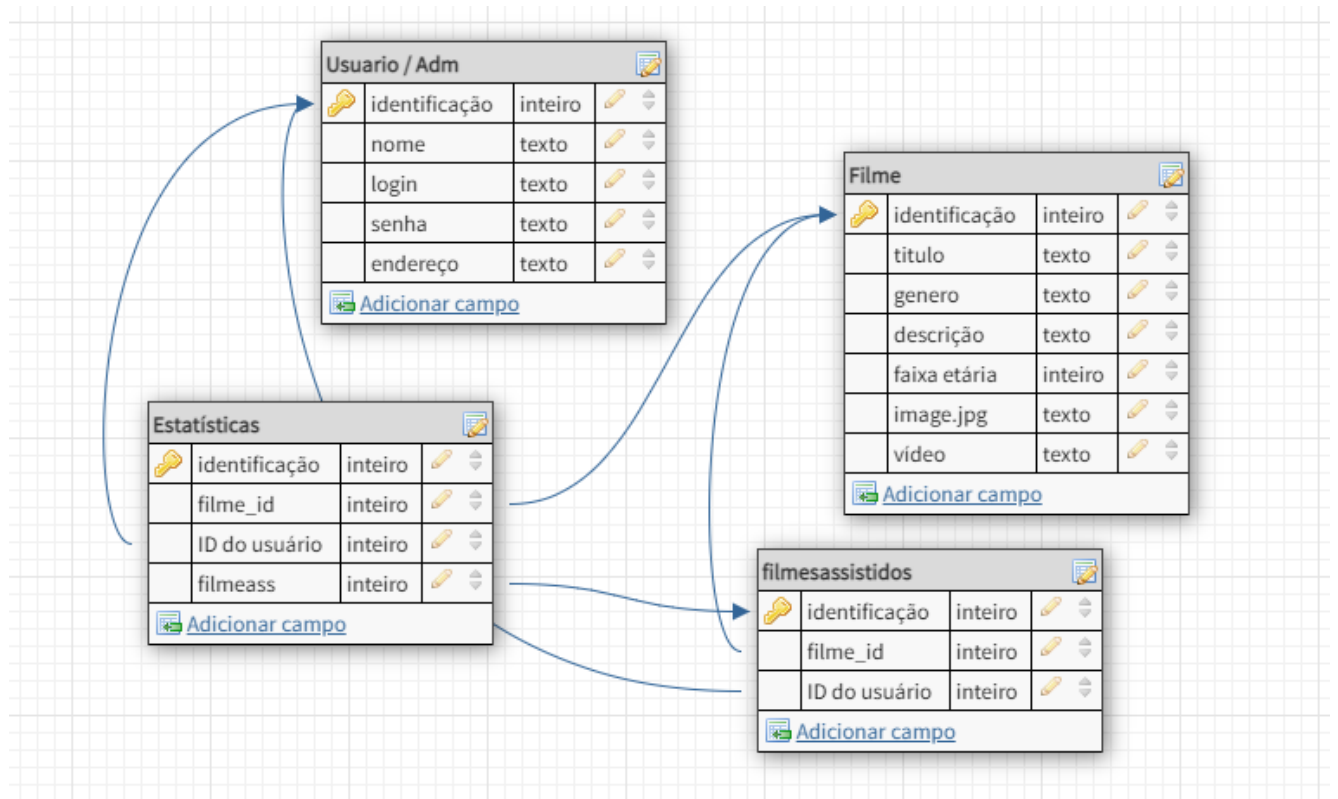 Usuario / Adm
identificação inteiro
nome texto
login texto
senha texto
endereço texto
Adicionar campo
Filme
identificação inteiro
titulo texto
genero texto
descrição texto
faixa etária inteiro
image.jpg texto
vídeo texto
Adicionar campo
Estatísticas
identificação inteiro
filme_id inteiro
ID do usuário inteiro
filmeass inteiro
Adicionar campo
filmesassistidos
identificação inteiro
filme_id inteiro
ID do usuário inteiro
Adicionar campo